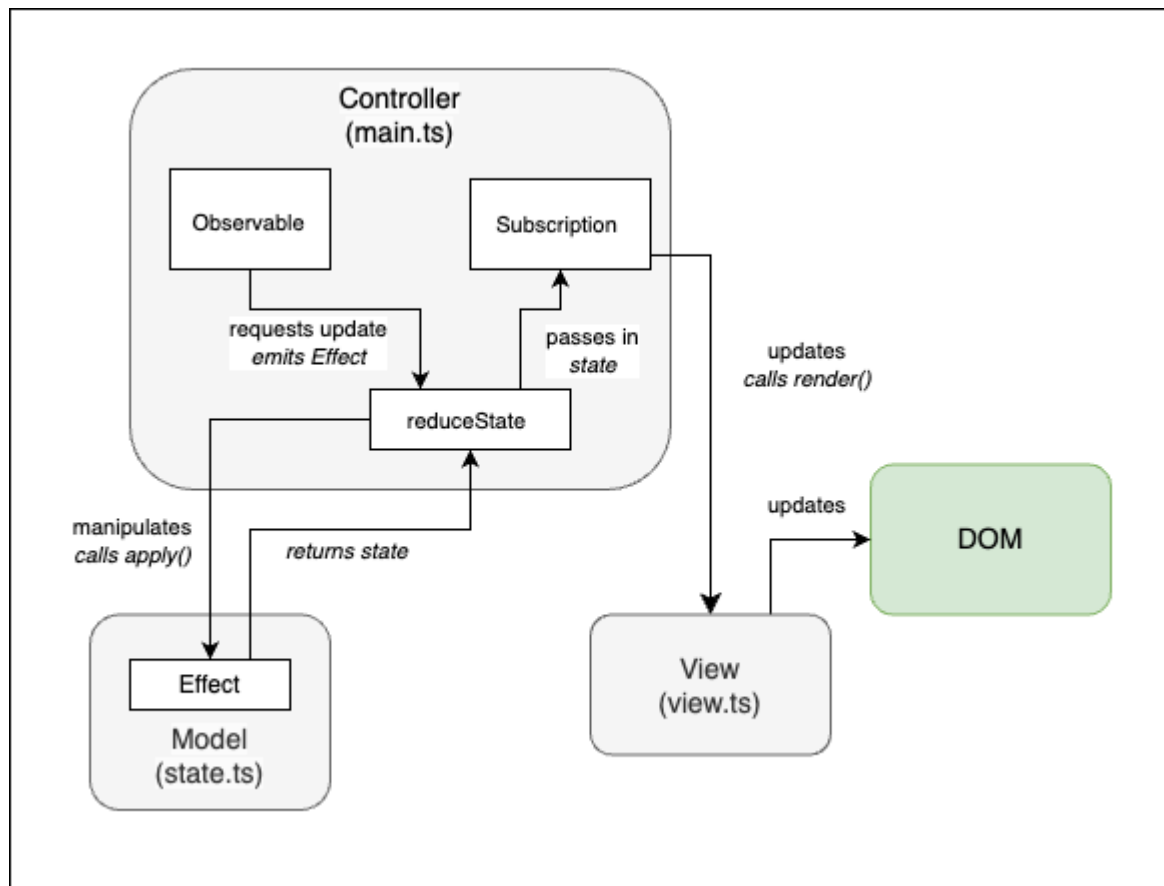 Controller
(main.ts)
Observable
Subscription
requests update
emits Effect
passes in
state
reduceState
updates
calls render()
manipulates
calls apply()
returns state
updates
DOM
Effect
Model
(state.ts)
View
(view.ts)